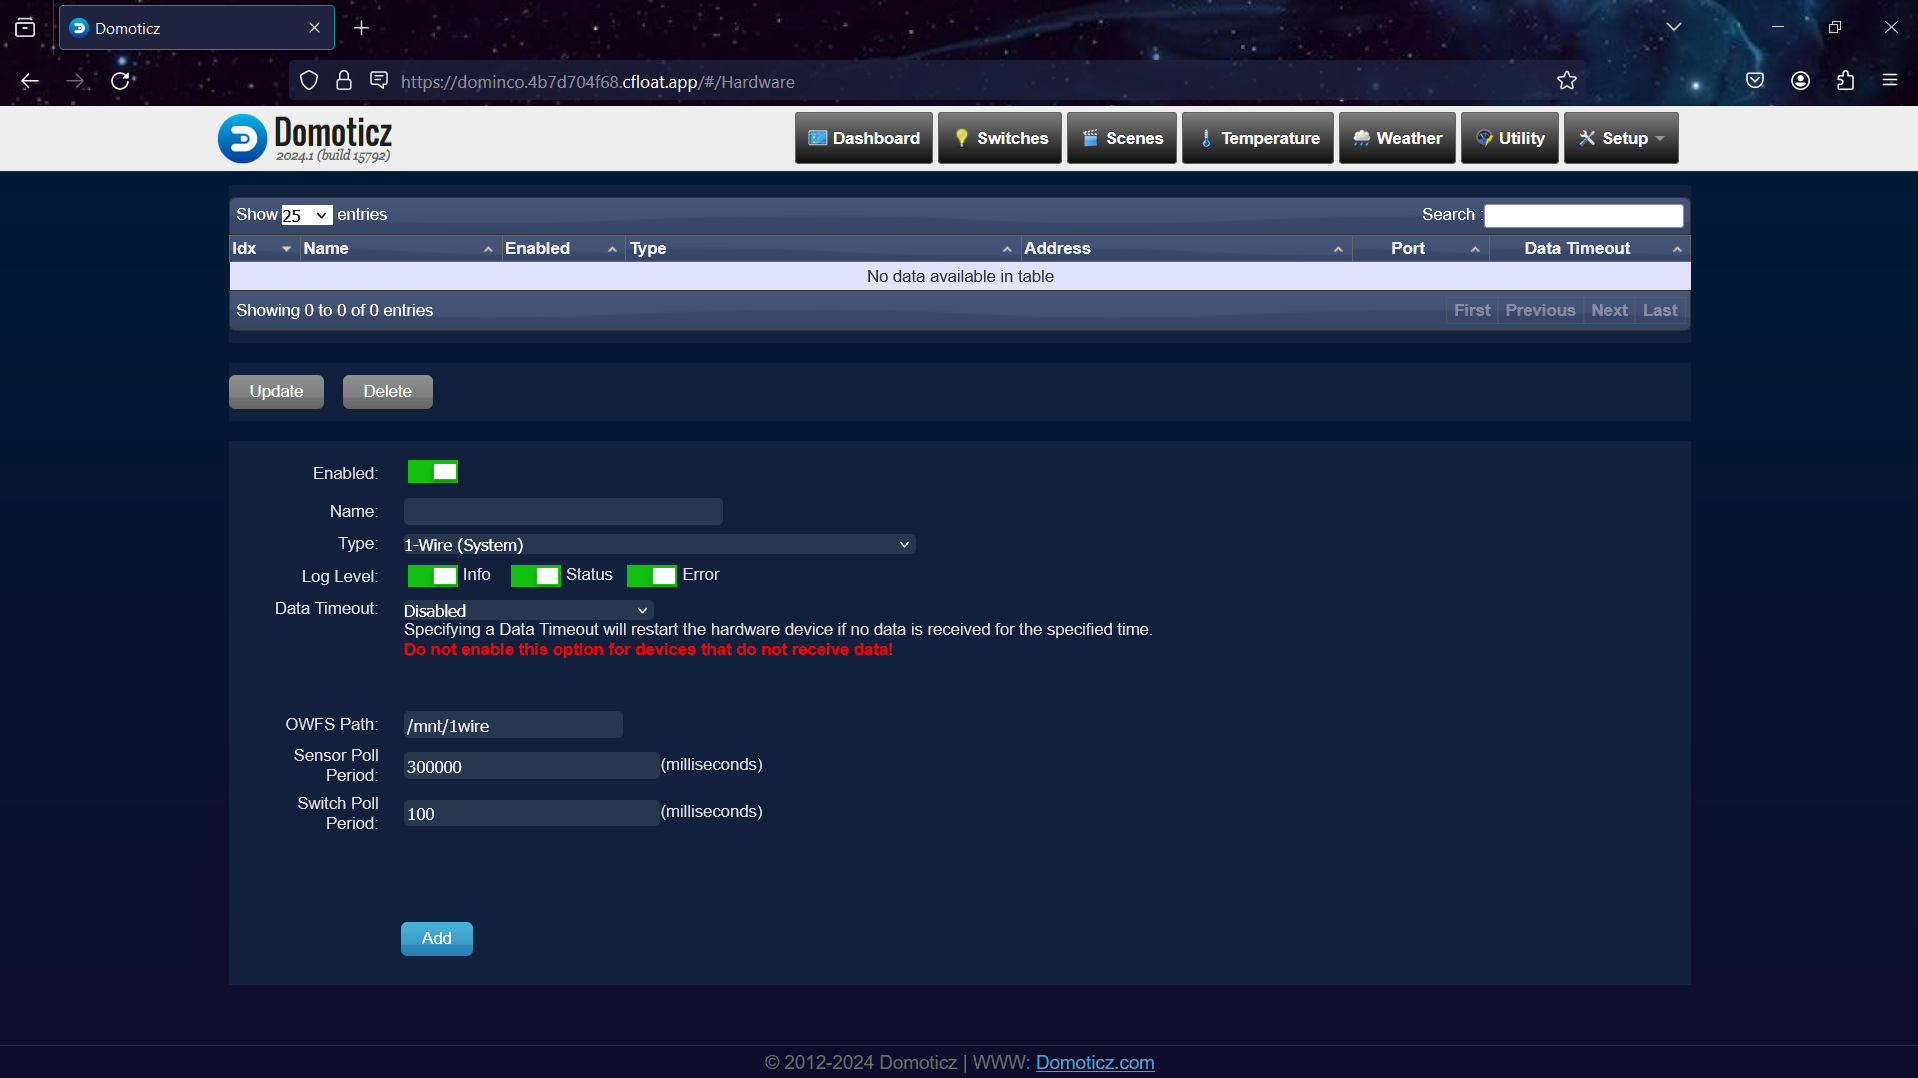 Domoticz
https://dominco.4b7d704f68.cfloat.app/#/Hardware
Domoticz
2024.1 (build 15792)
Dashboard Switches Scenes Temperature Weather Utility Setup
Show 25 entries Search :
Idx Name Enabled Type Address Port Data Timeout
No data available in table
Showing 0 to 0 of 0 entries First Previous Next Last
Update Delete
Enabled:
Name:
Type: 1-Wire (System)
Log Level: Info Status Error
Data Timeout: Disabled
Specifying a Data Timeout will restart the hardware device if no data is received for the specified time.
Do not enable this option for devices that do not receive data!
OWFS Path: /mnt/1wire
Sensor Poll
Period: 300000 (milliseconds)
Switch Poll
Period: 100 (milliseconds)
Add
© 2012-2024 Domoticz | WWW: Domoticz.com